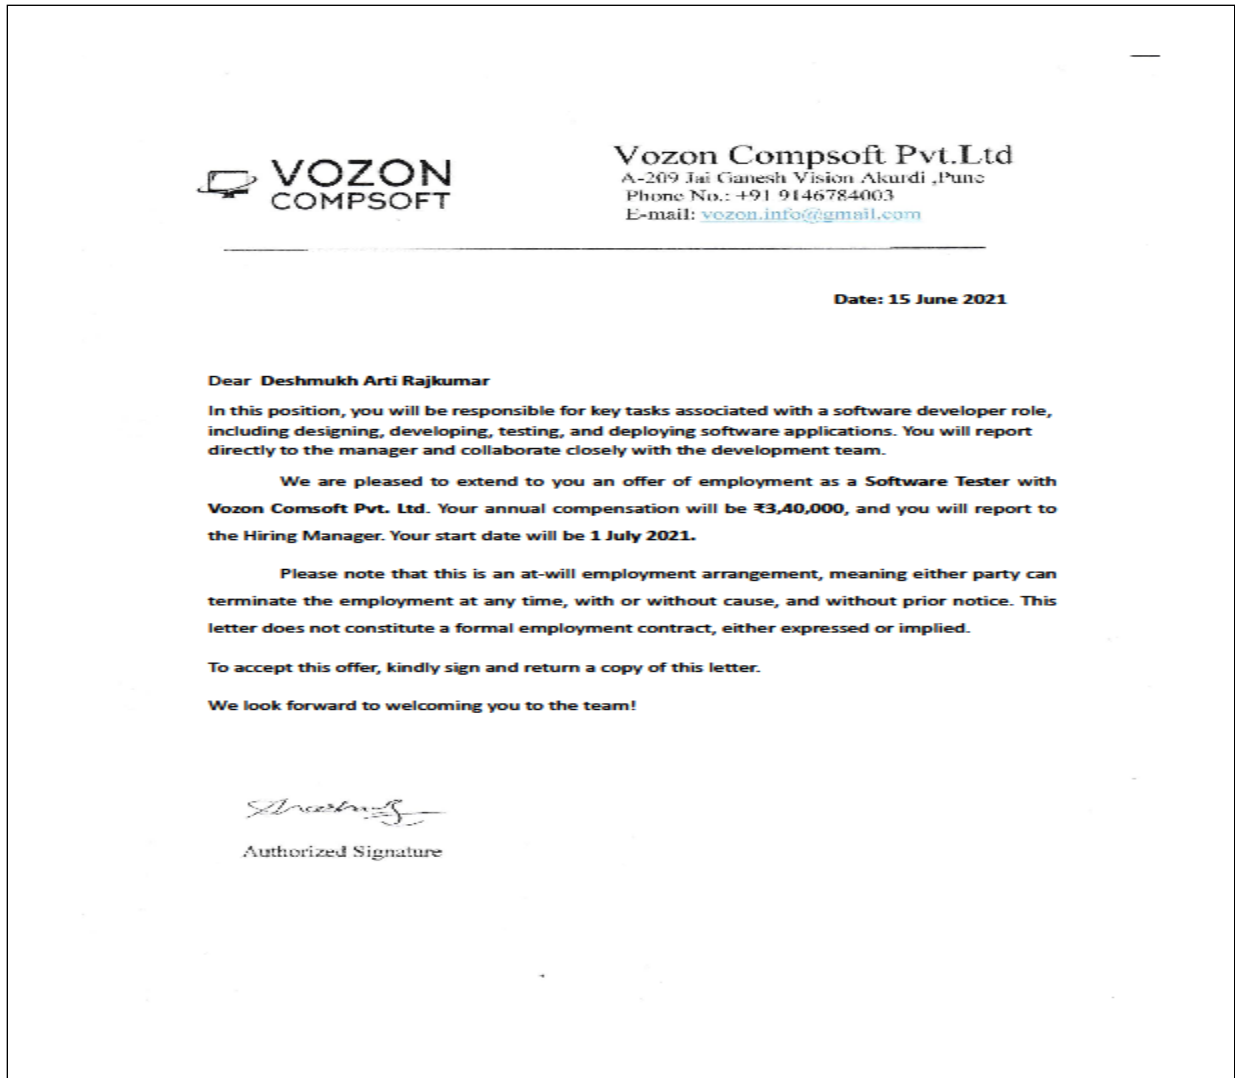 VOZON
COMPSOFT
Vozon Compsoft Pvt.Ltd
A-209 Jai Ganesh Vision Akurdi ,Pune
Phone No.: +91 9146784003
E-mail: vozon.info@gmail.com
Date: 15 June 2021
Dear Deshmukh Arti Rajkumar
In this position, you will be responsible for key tasks associated with a software developer role,
including designing, developing, testing, and deploying software applications. You will report
directly to the manager and collaborate closely with the development team.
We are pleased to extend to you an offer of employment as a Software Tester with
Vozon Comsoft Pvt. Ltd. Your annual compensation will be ₹3,40,000, and you will report to
the Hiring Manager. Your start date will be 1 July 2021.
Please note that this is an at-will employment arrangement, meaning either party can
terminate the employment at any time, with or without cause, and without prior notice. This
letter does not constitute a formal employment contract, either expressed or implied.
To accept this offer, kindly sign and return a copy of this letter.
We look forward to welcoming you to the team!
Authorized Signature